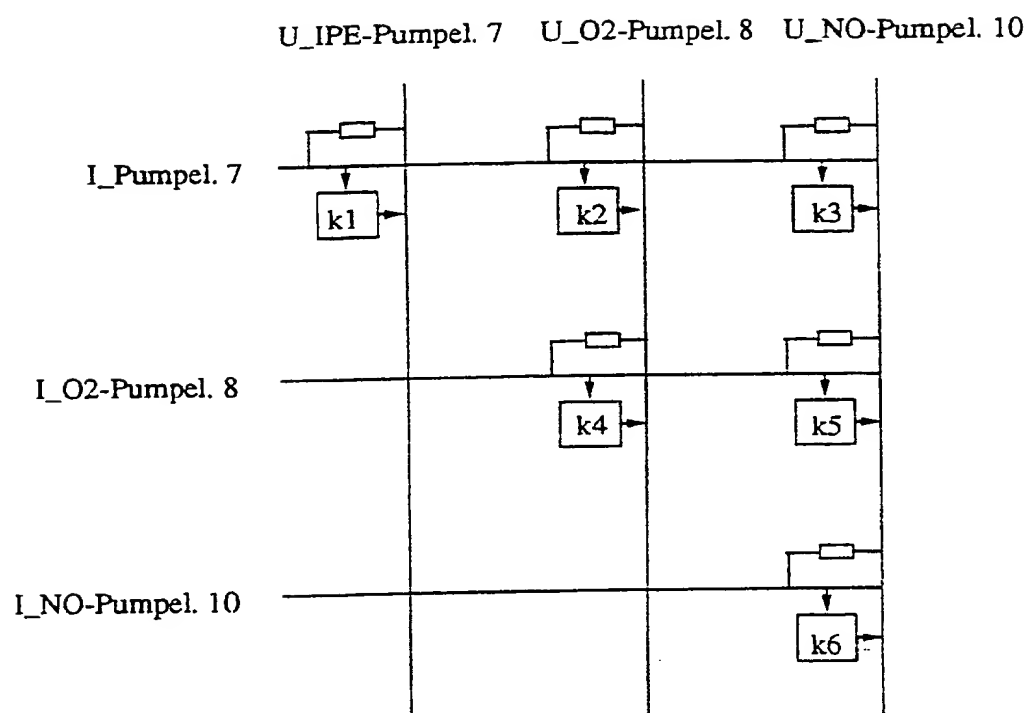 U_IPE-Pumpel. 7 U_O2-Pumpel. 8 U_NO-Pumpel. 10
I_Pumpel. 7
k1 k2 k3
I_O2-Pumpel. 8
k4 k5
I_NO-Pumpel. 10
k6